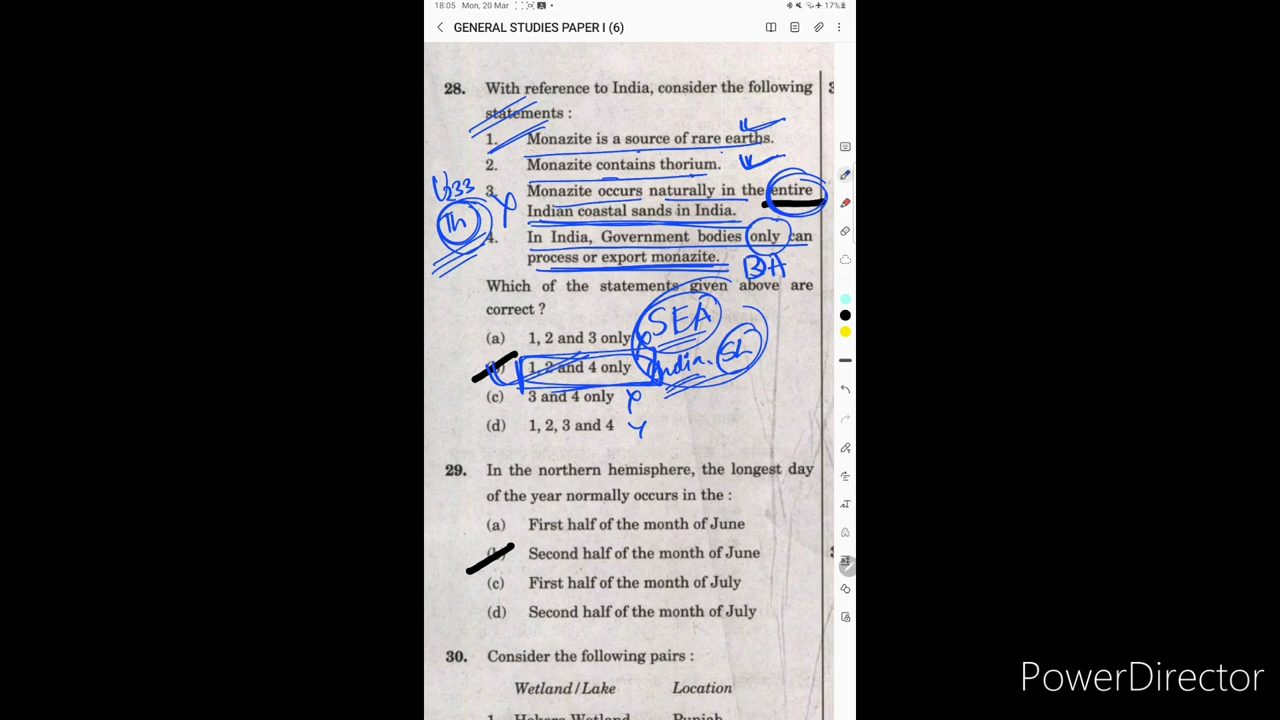 18:05 Mon, 20 Mar
17%
GENERAL STUDIES PAPER I (6)
28. With reference to India, consider the following
statements :
1. Monazite is a source of rare earths.
2. Monazite contains thorium.
U233
3. Monazite occurs naturally in the entire
Indian coastal sands in India.
Th
4. In India, Government bodies only can
process or export monazite.
Which of the statements given above are
correct ?
SEA
(a) 1, 2 and 3 only
India. SL
1, 2 and 4 only
(c) 3 and 4 only
(d) 1, 2, 3 and 4
29. In the northern hemisphere, the longest day
of the year normally occurs in the :
(a) First half of the month of June
Second half of the month of June
(c) First half of the month of July
(d) Second half of the month of July
30. Consider the following pairs :
Wetland/Lake Location
1. Hokera Wetland Punjab
PowerDirector